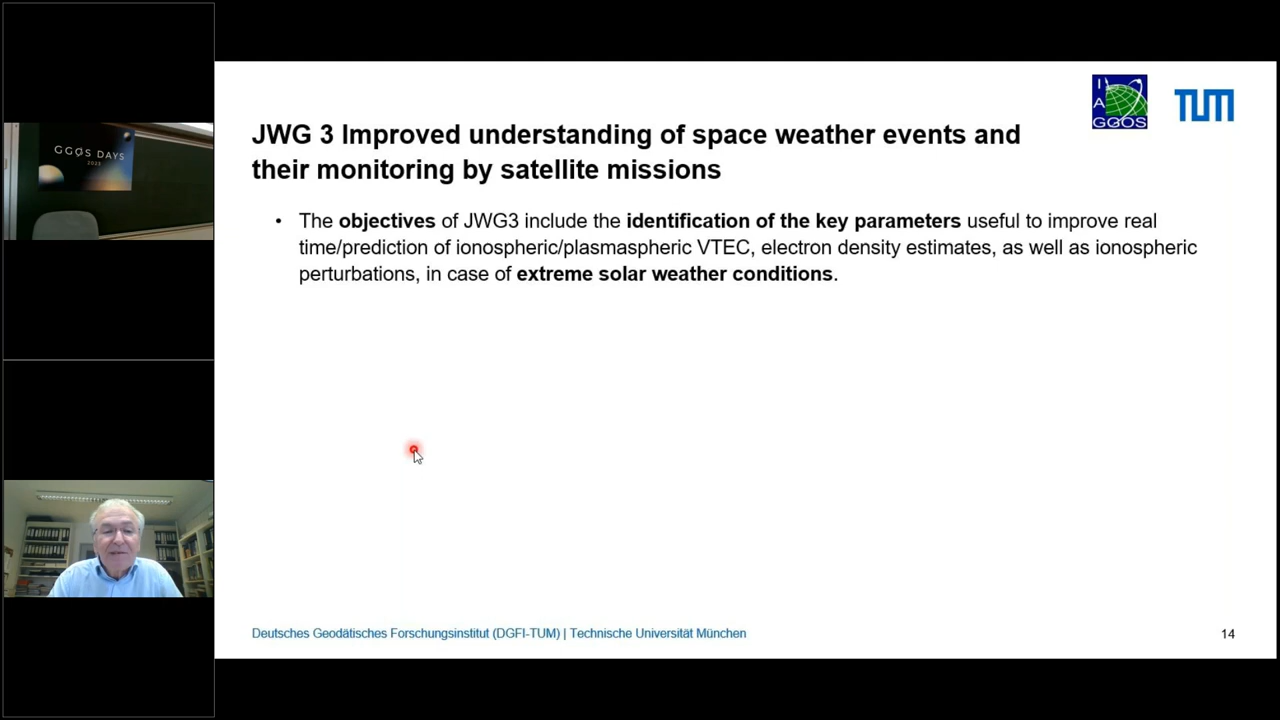 GGOS DAYS
JWG 3 Improved understanding of space weather events and
their monitoring by satellite missions
• The objectives of JWG3 include the identification of the key parameters useful to improve real
time/prediction of ionospheric/plasmaspheric VTEC, electron density estimates, as well as ionospheric
perturbations, in case of extreme solar weather conditions.
I
A
GGOS
TUM
Deutsches Geodätisches Forschungsinstitut (DGFI-TUM) | Technische Universität München
14